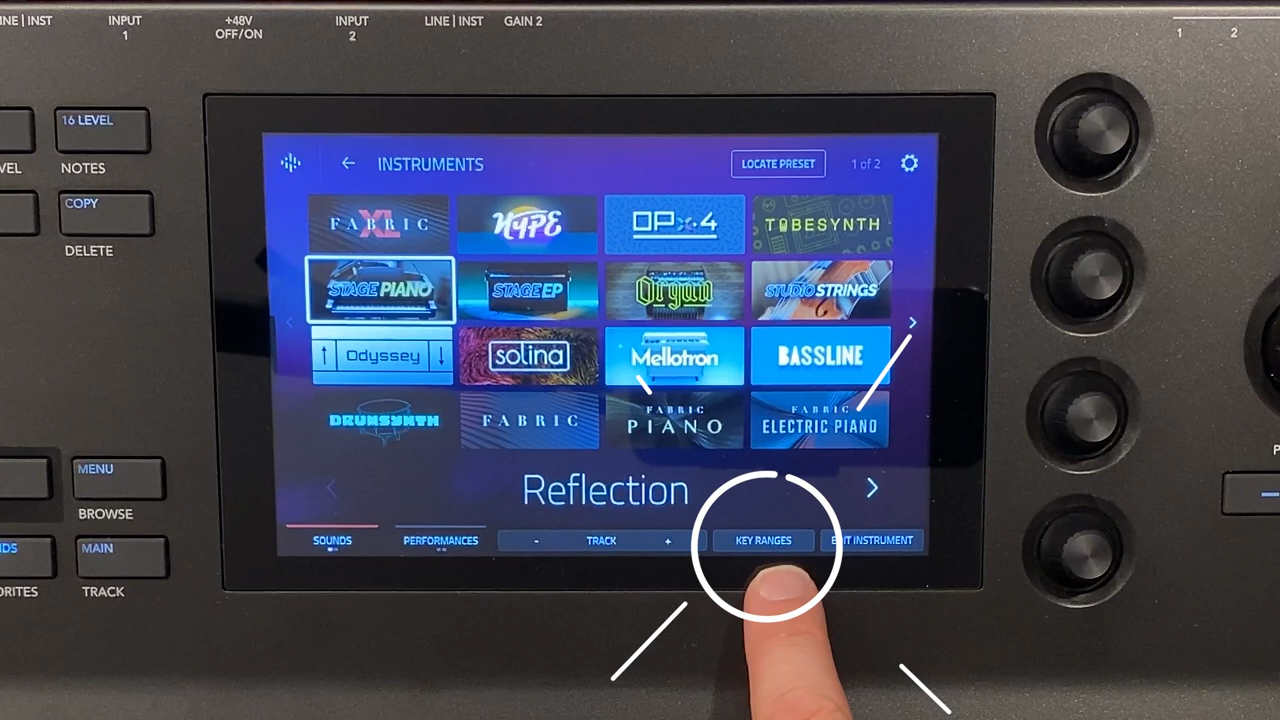 INE | INST
INPUT
1
+48V
OFF/ON
INPUT
2
LINE | INST
GAIN 2
1
2
16 LEVEL
VEL
NOTES
COPY
DELETE
MENU
BROWSE
NDS
MAIN
ORITES
TRACK
INSTRUMENTS
LOCATE PRESET
1 of 2
FABRIC XL
HYPE
OPx-4
TUBESYNTH
STAGE PIANO
STAGE EP
Organ
STUDIO STRINGS
Odyssey
solina
Mellotron
BASSLINE
DRUMSYNTH
FABRIC
FABRIC
PIANO
FABRIC
ELECTRIC PIANO
Reflection
SOUNDS
PERFORMANCES
- TRACK +
KEY RANGES
EDIT INSTRUMENT
P